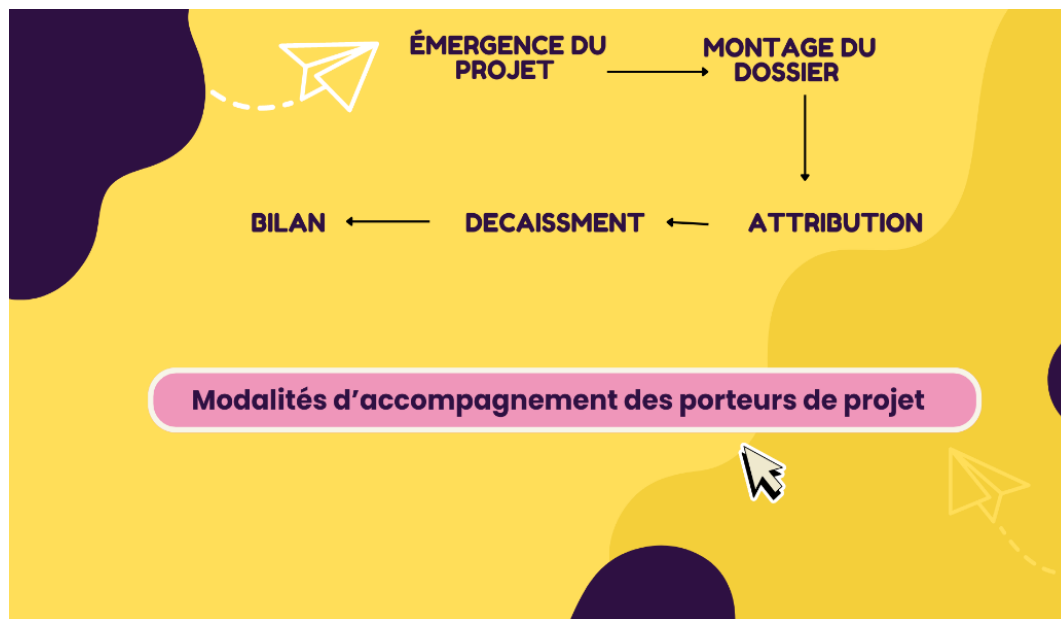 ÉMERGENCE DU
PROJET
MONTAGE DU
DOSSIER
ATTRIBUTION
DECAISSMENT
BILAN
Modalités d’accompagnement des porteurs de projet